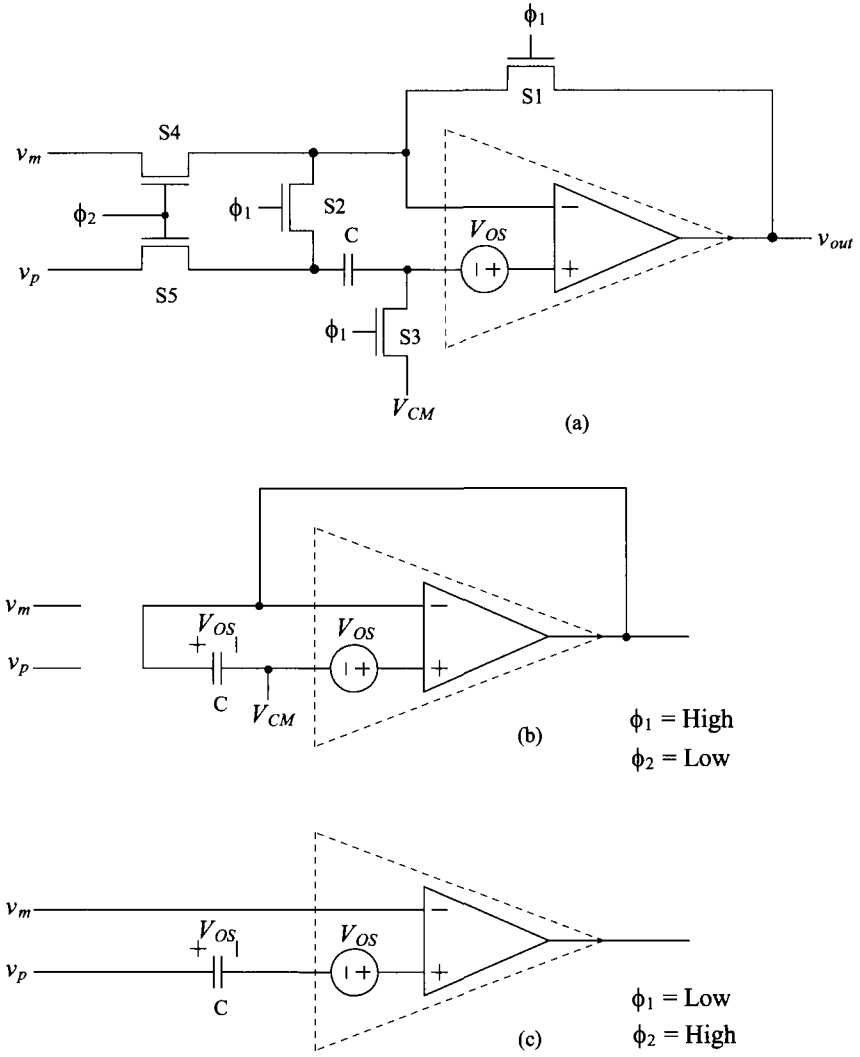 ϕ1
S1
S4
vm
ϕ2
ϕ1
S2
C
VOS
−
+
− +
vout
vp
S5
ϕ1
S3
VCM
(a)
vm
VOS
+ −
VOS
−
+
− +
vp
C
VCM
ϕ1 = High
(b)
ϕ2 = Low
vm
VOS
+ −
VOS
−
+
− +
vp
C
ϕ1 = Low
(c)
ϕ2 = High